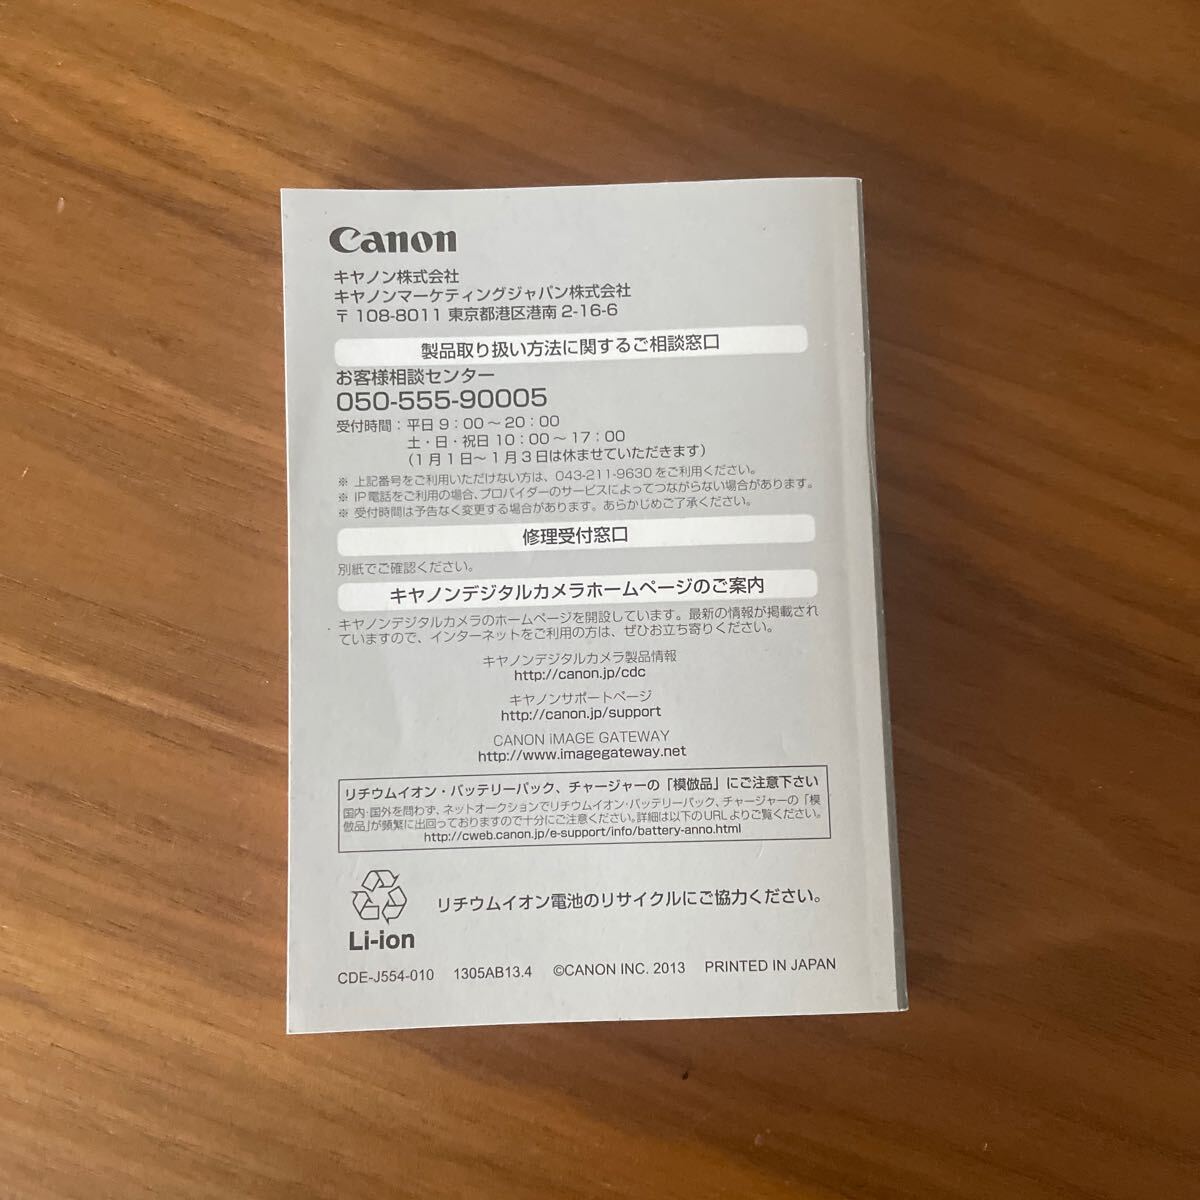 Canon
キヤノン株式会社
キヤノンマーケティングジャパン株式会社
〒 108-8011 東京都港区港南 2-16-6
製品取り扱い方法に関するご相談窓口
お客様相談センター
050-555-90005
受付時間：平日 9：00 ～ 20：00
土・日・祝日 10：00 ～ 17：00
（1 月 1 日～ 1 月 3 日は休ませていただきます）
※ 上記番号をご利用いただけない方は、043-211-9630 をご利用ください。
※ IP 電話をご利用の場合、プロバイダーのサービスによってつながらない場合があります。
※ 受付時間は予告なく変更する場合があります。あらかじめご了承ください。
修理受付窓口
別紙でご確認ください。
キヤノンデジタルカメラホームページのご案内
キヤノンデジタルカメラのホームページを開設しています。最新の情報が掲載され
ていますので、インターネットをご利用の方は、ぜひお立ち寄りください。
キヤノンデジタルカメラ製品情報
http://canon.jp/cdc
キヤノンサポートページ
http://canon.jp/support
CANON iMAGE GATEWAY
http://www.imagegateway.net
リチウムイオン・バッテリーパック、チャージャーの「模倣品」にご注意下さい
国内・国外を問わず、ネットオークションでリチウムイオン・バッテリーパック、チャージャーの「模
倣品」が頻繁に出回っておりますので十分にご注意ください。詳細は以下のURLよりご覧ください。
http://cweb.canon.jp/e-support/info/battery-anno.html
リチウムイオン電池のリサイクルにご協力ください。
Li-ion
CDE-J554-010 1305AB13.4 ©CANON INC. 2013 PRINTED IN JAPAN